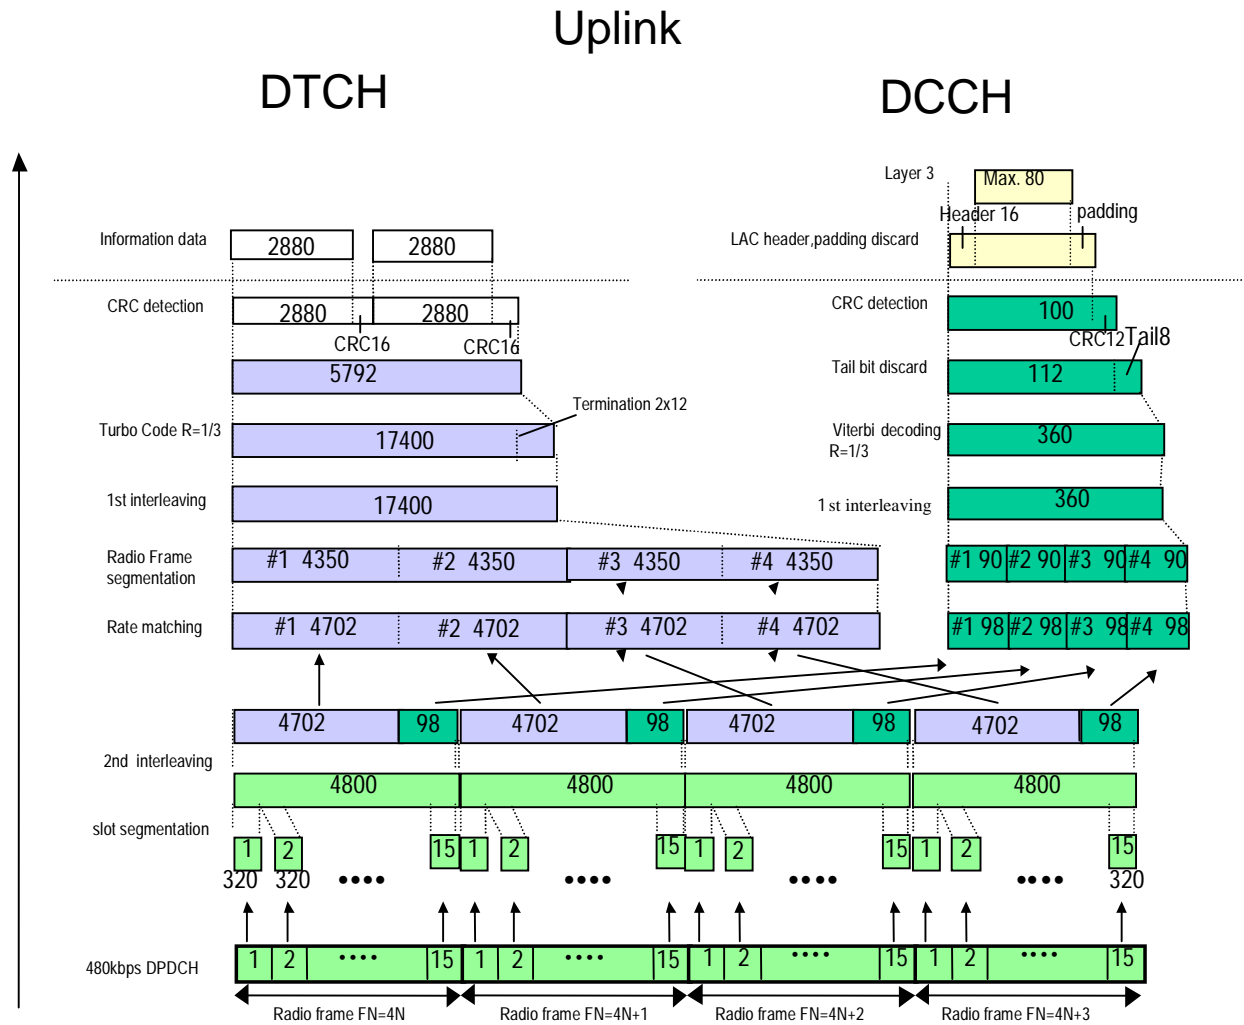 Uplink
DTCH
DCCH
Layer 3
Max. 80
Header 16
padding
Information data
2880
2880
LAC header,padding discard
CRC detection
2880
2880
CRC detection
100
CRC16
CRC16
CRC12
Tail8
5792
Tail bit discard
112
Termination 2x12
Turbo Code R=1/3
17400
Viterbi decoding
R=1/3
360
1st interleaving
17400
1st interleaving
360
Radio Frame
segmentation
#1 4350
#2 4350
#3 4350
#4 4350
#1 90
#2 90
#3 90
#4 90
Rate matching
#1 4702
#2 4702
#3 4702
#4 4702
#1 98
#2 98
#3 98
#4 98
4702
98
4702
98
4702
98
4702
98
2nd interleaving
4800
4800
4800
4800
slot segmentation
1
2
15
1
2
15
1
2
15
1
2
15
320
320
••••
••••
••••
••••
320
480kbps DPDCH
1
2
••••
15
1
2
••••
15
1
2
••••
15
1
2
••••
15
Radio frame FN=4N
Radio frame FN=4N+1
Radio frame FN=4N+2
Radio frame FN=4N+3